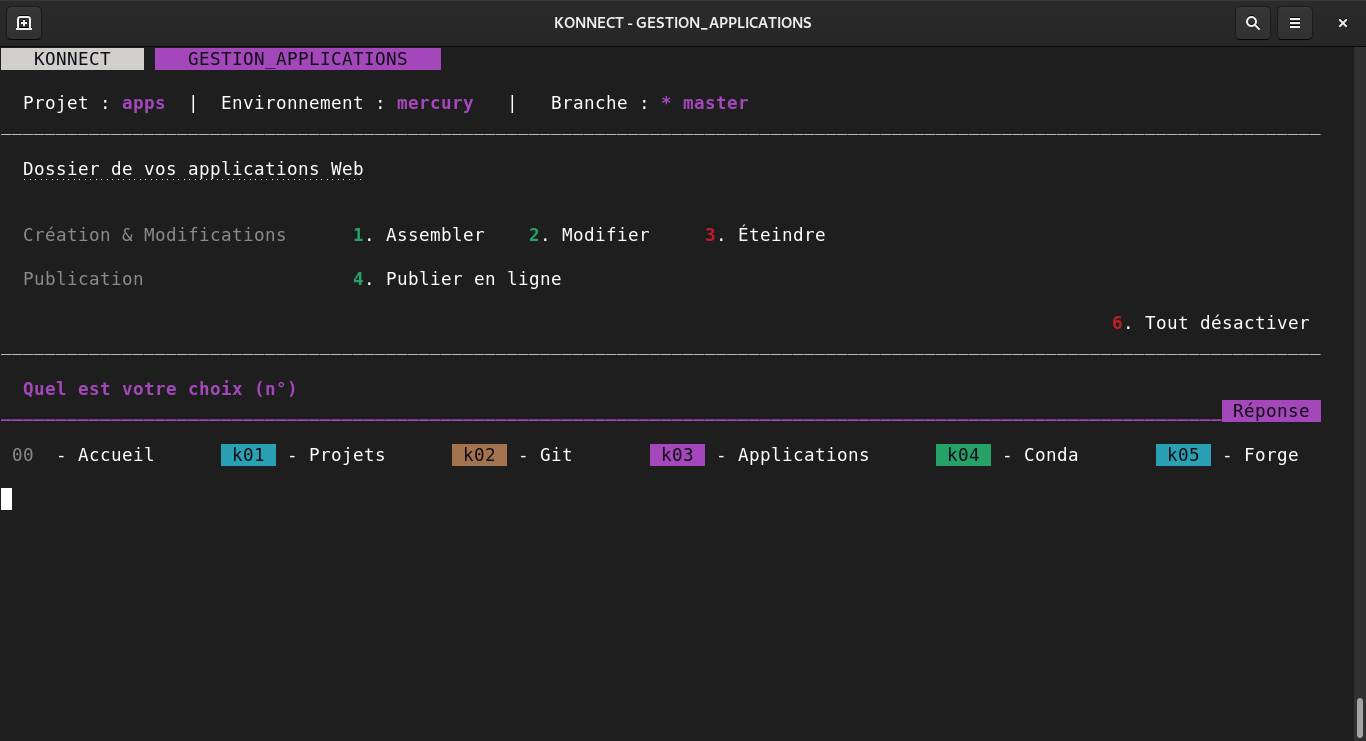 KONNECT - GESTION_APPLICATIONS
KONNECT GESTION_APPLICATIONS
Projet : apps | Environnement : mercury | Branche : * master
Dossier de vos applications Web
Création & Modifications 1. Assembler 2. Modifier 3. Éteindre
Publication 4. Publier en ligne
6. Tout désactiver
Quel est votre choix (n°)
Réponse
00 - Accueil k01 - Projets k02 - Git k03 - Applications k04 - Conda k05 - Forge